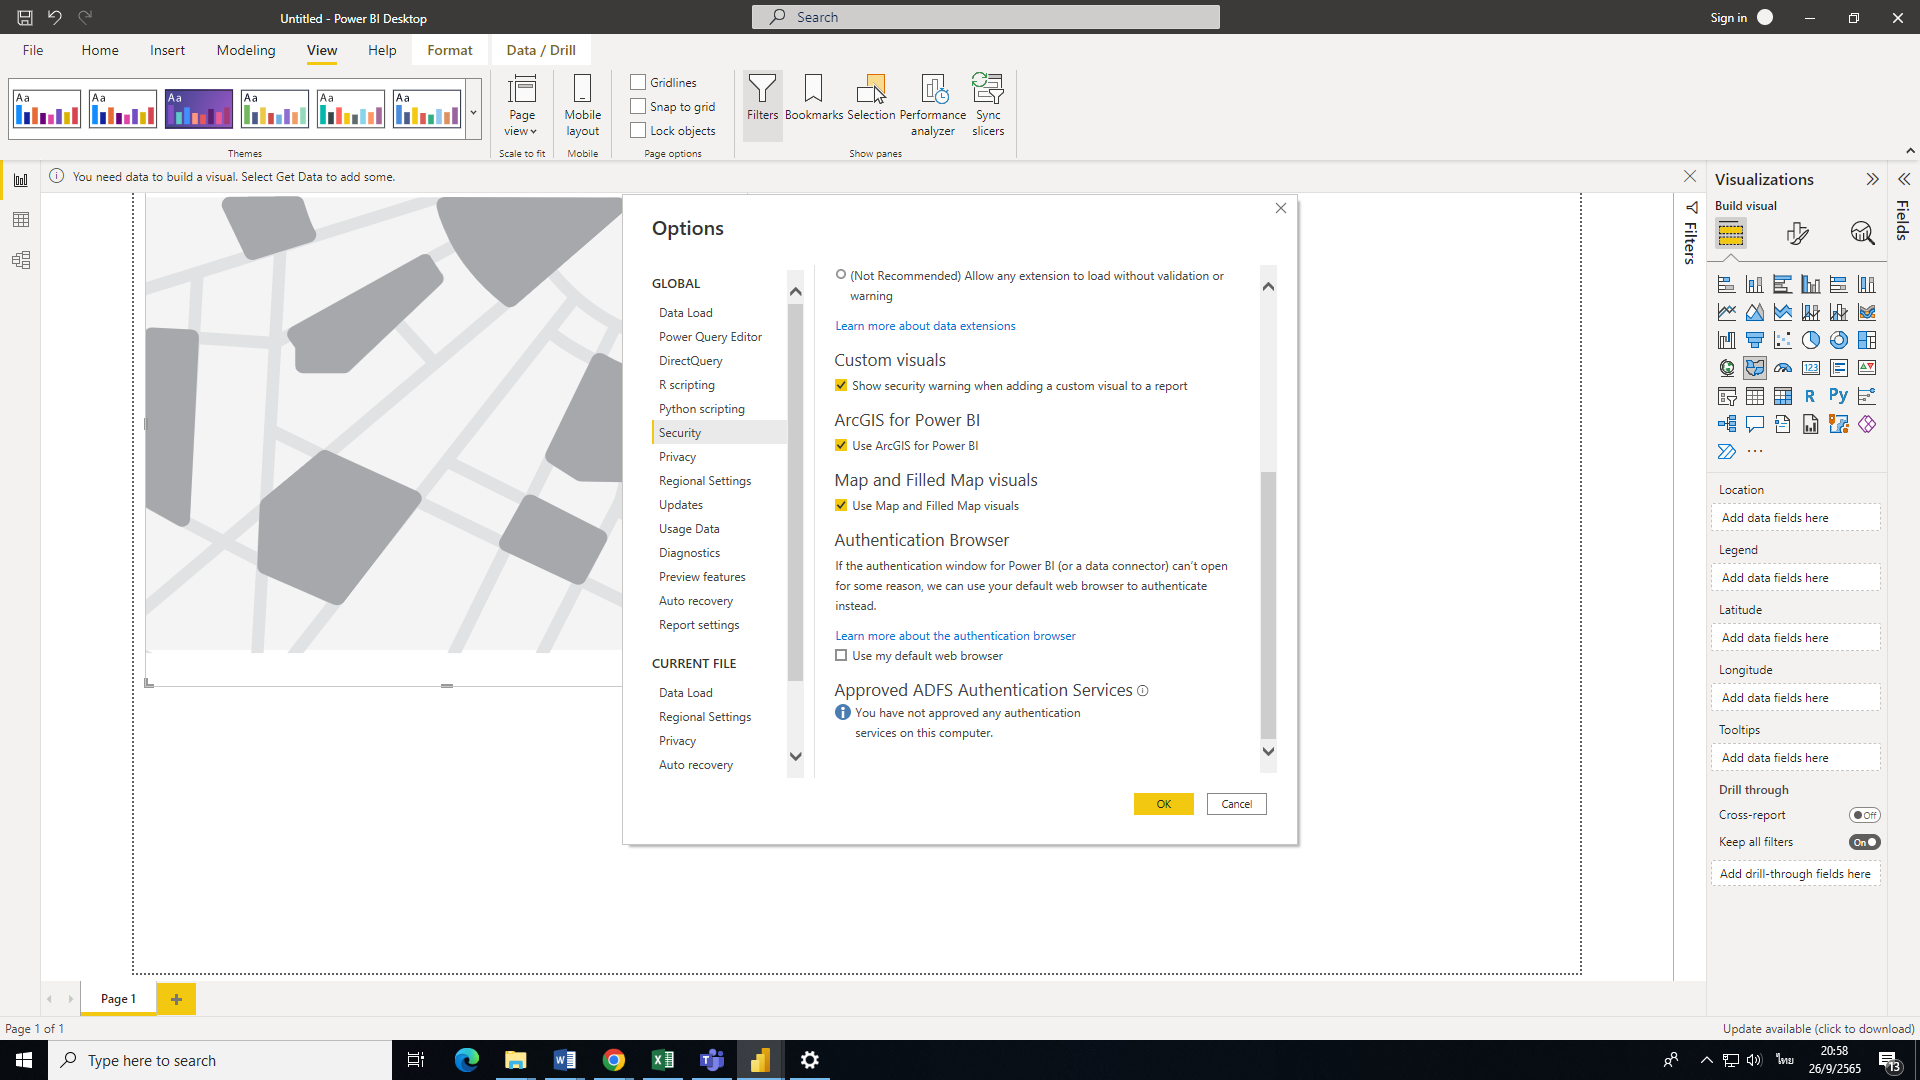 Untitled - Power BI Desktop
Search
Sign in
File
Home
Insert
Modeling
View
Help
Format
Data / Drill
Aa
Aa
Aa
Aa
Aa
Aa
Themes
Page view
Scale to fit
Mobile layout
Mobile
Gridlines
Snap to grid
Lock objects
Page options
Filters
Bookmarks
Selection
Performance analyzer
Sync slicers
Show panes
You need data to build a visual. Select Get Data to add some.
Filters
Options
GLOBAL
Data Load
Power Query Editor
DirectQuery
R scripting
Python scripting
Security
Privacy
Regional Settings
Updates
Usage Data
Diagnostics
Preview features
Auto recovery
Report settings
CURRENT FILE
Data Load
Regional Settings
Privacy
Auto recovery
(Not Recommended) Allow any extension to load without validation or
warning
Learn more about data extensions
Custom visuals
Show security warning when adding a custom visual to a report
ArcGIS for Power BI
Use ArcGIS for Power BI
Map and Filled Map visuals
Use Map and Filled Map visuals
Authentication Browser
If the authentication window for Power BI (or a data connector) can't open
for some reason, we can use your default web browser to authenticate
instead.
Learn more about the authentication browser
Use my default web browser
Approved ADFS Authentication Services
You have not approved any authentication
services on this computer.
OK
Cancel
Visualizations
Build visual
123
R
Py
Location
Add data fields here
Legend
Add data fields here
Latitude
Add data fields here
Longitude
Add data fields here
Tooltips
Add data fields here
Drill through
Cross-report
Off
Keep all filters
On
Add drill-through fields here
Fields
Page 1
Page 1 of 1
Update available (click to download)
Type here to search
ไทย
20:58
26/9/2565
13